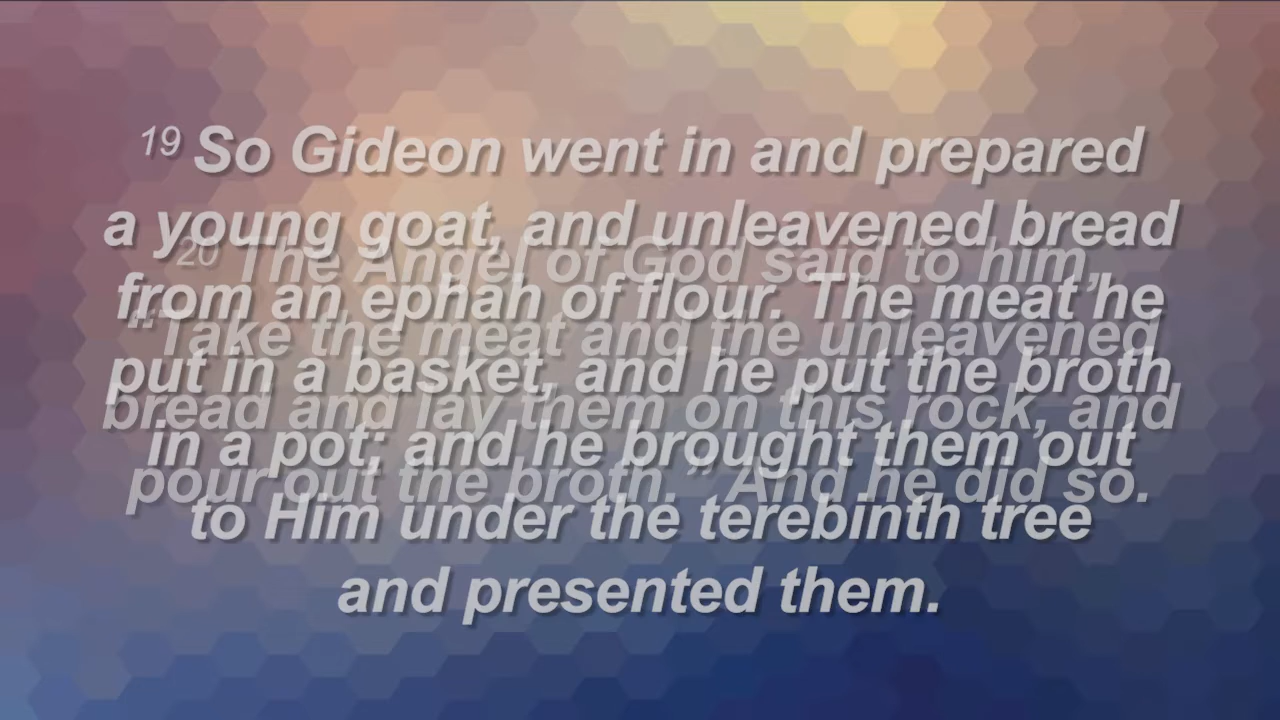 19 So Gideon went in and prepared
a young goat, and unleavened bread
from an ephah of flour. The meat he
put in a basket, and he put the broth
in a pot; and he brought them out
to Him under the terebinth tree
and presented them.
20 The Angel of God said to him,
“Take the meat and the unleavened
bread and lay them on this rock, and
pour out the broth.” And he did so.